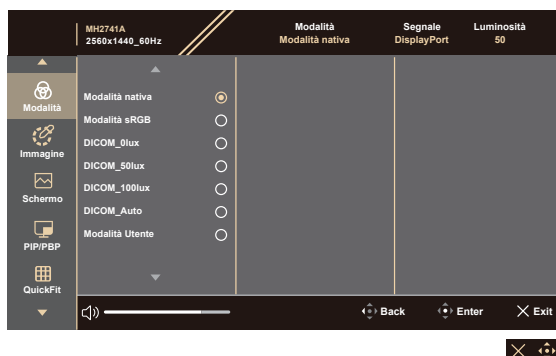 MH2741A
2560x1440_60Hz
Modalità
Modalità nativa
Segnale
DisplayPort
Luminosità
50
Modalità
Immagine
Schermo
PIP/PBP
QuickFit
Modalità nativa
Modalità sRGB
DICOM_0lux
DICOM_50lux
DICOM_100lux
DICOM_Auto
Modalità Utente
Back
Enter
Exit